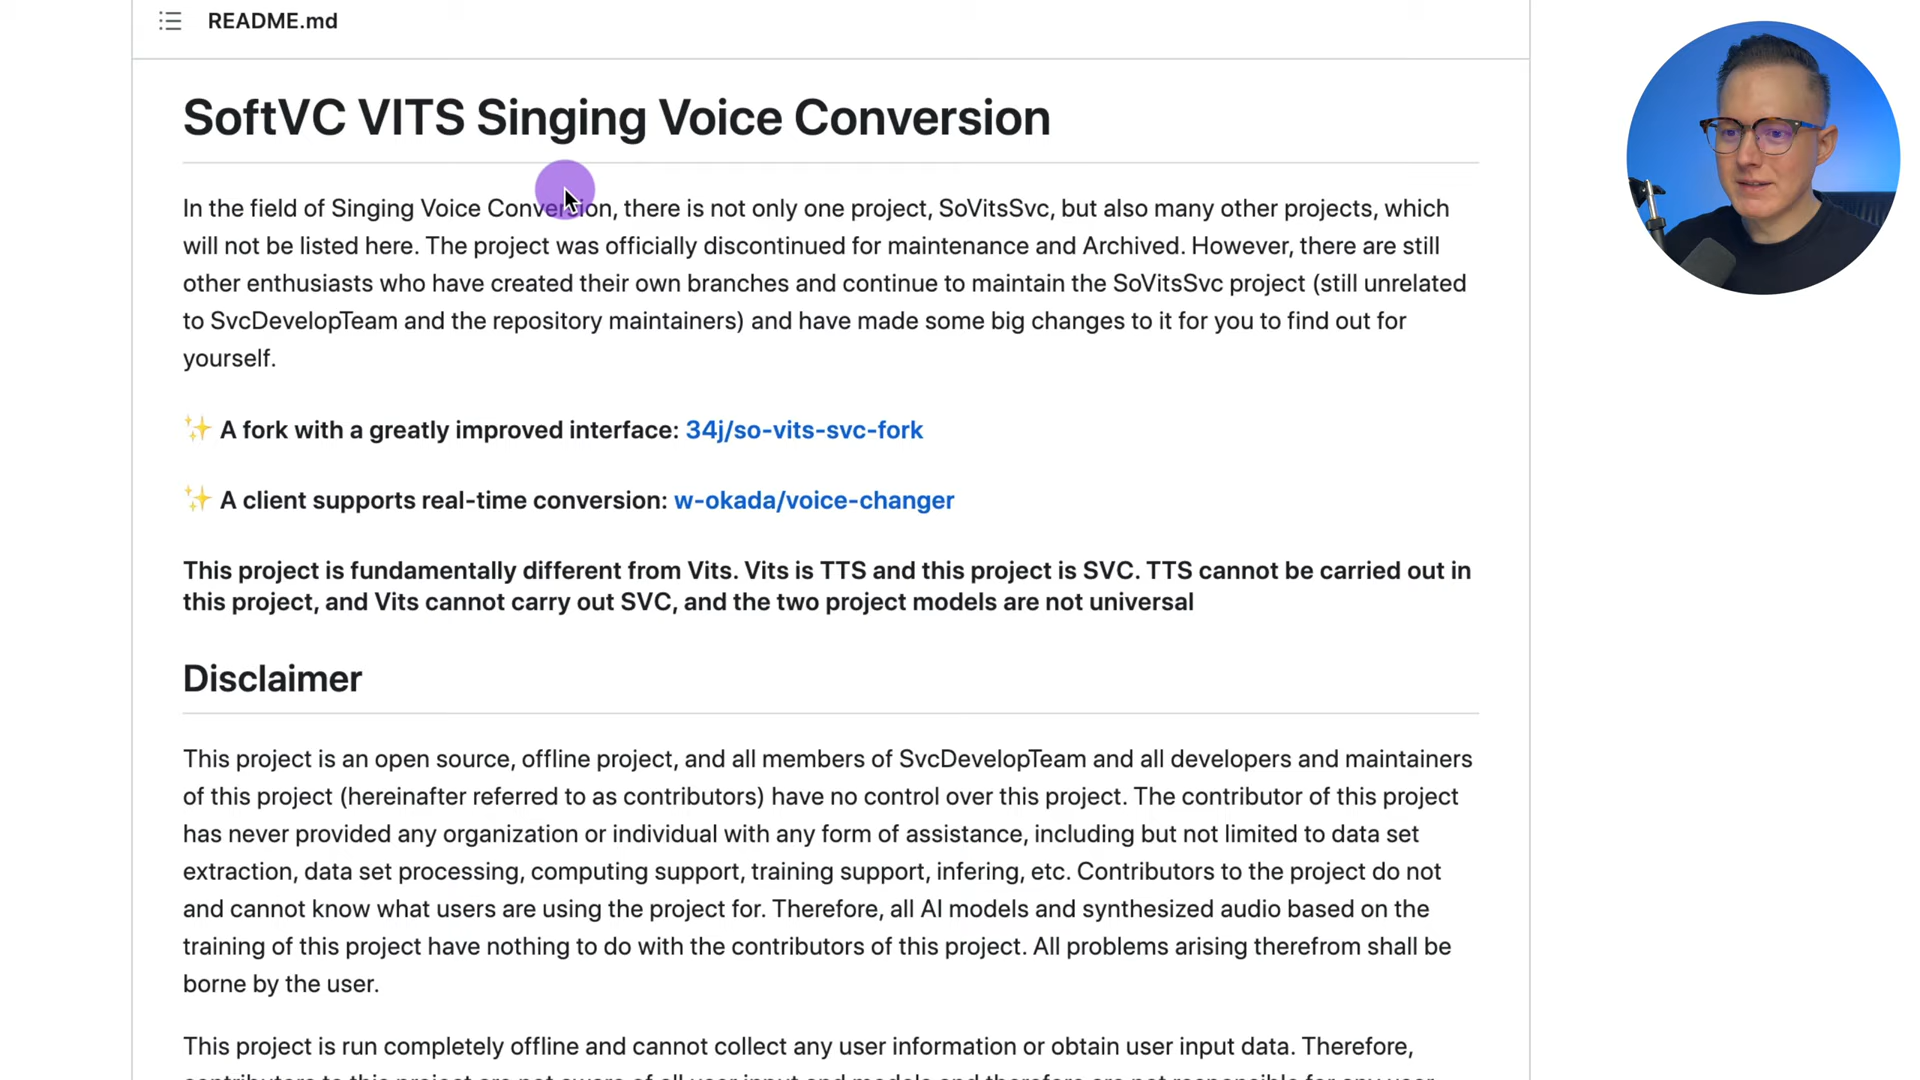 README.md
SoftVC VITS Singing Voice Conversion
In the field of Singing Voice Conversion, there is not only one project, SoVitsSvc, but also many other projects, which
will not be listed here. The project was officially discontinued for maintenance and Archived. However, there are still
other enthusiasts who have created their own branches and continue to maintain the SoVitsSvc project (still unrelated
to SvcDevelopTeam and the repository maintainers) and have made some big changes to it for you to find out for
yourself.
✨ A fork with a greatly improved interface: 34j/so-vits-svc-fork
✨ A client supports real-time conversion: w-okada/voice-changer
This project is fundamentally different from Vits. Vits is TTS and this project is SVC. TTS cannot be carried out in
this project, and Vits cannot carry out SVC, and the two project models are not universal
Disclaimer
This project is an open source, offline project, and all members of SvcDevelopTeam and all developers and maintainers
of this project (hereinafter referred to as contributors) have no control over this project. The contributor of this project
has never provided any organization or individual with any form of assistance, including but not limited to data set
extraction, data set processing, computing support, training support, infering, etc. Contributors to the project do not
and cannot know what users are using the project for. Therefore, all AI models and synthesized audio based on the
training of this project have nothing to do with the contributors of this project. All problems arising therefrom shall be
borne by the user.
This project is run completely offline and cannot collect any user information or obtain user input data. Therefore,